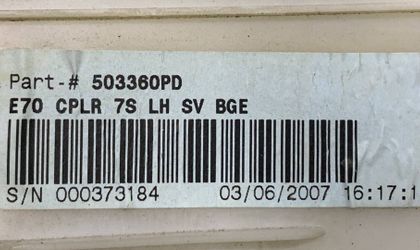 Part-# 503360PD
E70 CPLR 7S LH SV BGE
S/N 000373184 03/06/2007 16:17:1